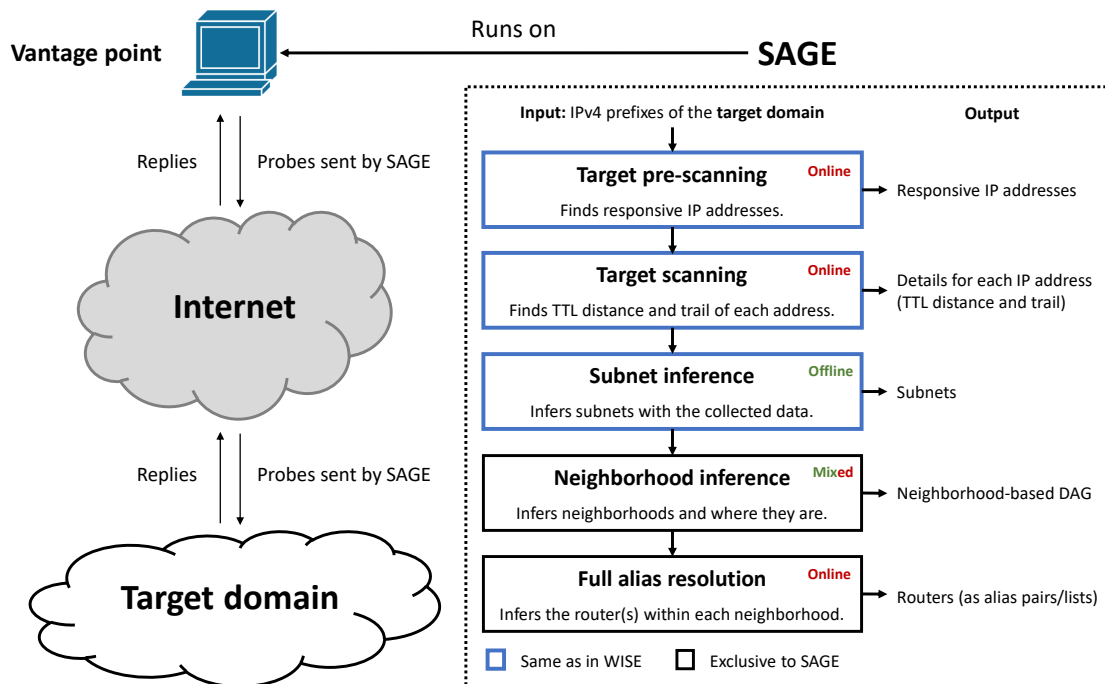 Vantage point
Runs on
SAGE
Replies
Probes sent by SAGE
Internet
Replies
Probes sent by SAGE
Target domain
Input: IPv4 prefixes of the target domain
Output
Target pre-scanning
Online
Finds responsive IP addresses.
Responsive IP addresses
Target scanning
Online
Finds TTL distance and trail of each address.
Details for each IP address
(TTL distance and trail)
Subnet inference
Offline
Infers subnets with the collected data.
Subnets
Neighborhood inference
Mixed
Infers neighborhoods and where they are.
Neighborhood-based DAG
Full alias resolution
Online
Infers the router(s) within each neighborhood.
Routers (as alias pairs/lists)
Same as in WISE
Exclusive to SAGE